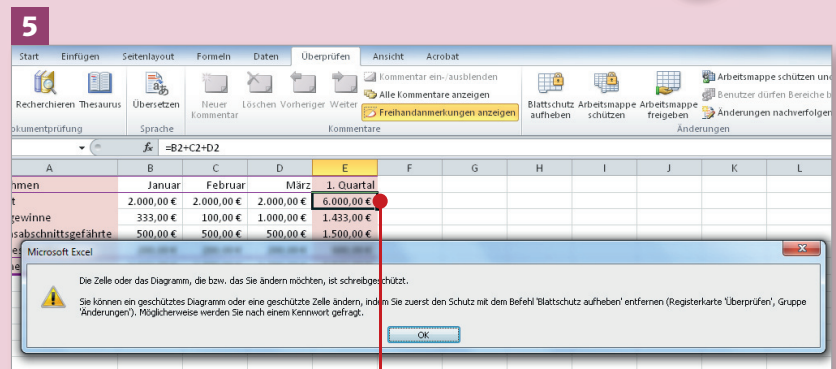 5
Start Einfügen Seitenlayout Formeln Daten Überprüfen Ansicht Acrobat
Recherchieren Thesaurus Übersetzen Neuer Kommentar Löschen Vorheriger Weiter Kommentar ein-/ausblenden
Alle Kommentare anzeigen
Freihandanmerkungen anzeigen
Blattschutz aufheben Arbeitsmappe schützen Arbeitsmappe freigeben Arbeitsmappe schützen und
Benutzer dürfen Bereiche b
Änderungen nachverfolgen
okumentprüfung Sprache Kommentare Änderungen
fx =B2+C2+D2
A B C D E F G H I J K L
hmen Januar Februar März 1. Quartal
t 2.000,00 € 2.000,00 € 2.000,00 € 6.000,00 €
gewinne 333,00 € 100,00 € 1.000,00 € 1.433,00 €
nsabschnittsgefährte 500,00 € 500,00 € 500,00 € 1.500,00 €
Microsoft Excel
Die Zelle oder das Diagramm, die bzw. das Sie ändern möchten, ist schreibgeschützt.
Sie können ein geschütztes Diagramm oder eine geschützte Zelle ändern, indem Sie zuerst den Schutz mit dem Befehl 'Blattschutz aufheben' entfernen (Registerkarte 'Überprüfen', Gruppe
'Änderungen'). Möglicherweise werden Sie nach einem Kennwort gefragt.
OK